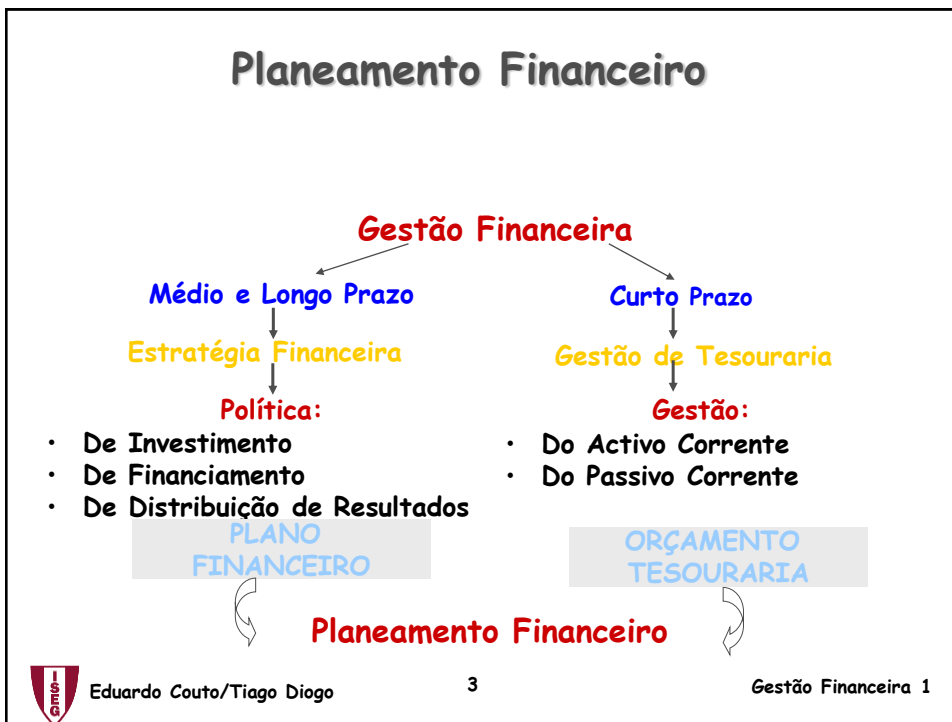 Planeamento Financeiro
Gestão Financeira
Médio e Longo Prazo
Estratégia Financeira
Política:
• De Investimento
• De Financiamento
• De Distribuição de Resultados
PLANO
FINANCEIRO
Curto Prazo
Gestão de Tesouraria
Gestão:
• Do Activo Corrente
• Do Passivo Corrente
ORÇAMENTO
TESOURARIA
Planeamento Financeiro
ISEG
Eduardo Couto/Tiago Diogo
3
Gestão Financeira 1